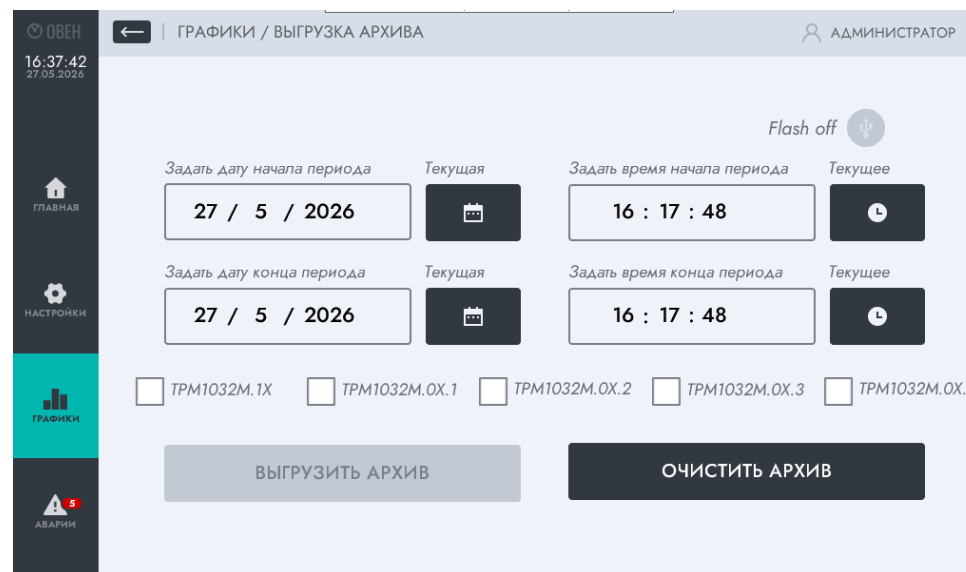 ОВЕН
ГРАФИКИ / ВЫГРУЗКА АРХИВА
АДМИНИСТРАТОР
16:37:42
27.05.2026
Flash off
Задать дату начала периода
Текущая
Задать время начала периода
Текущее
27 / 5 / 2026
16 : 17 : 48
ГЛАВНАЯ
Задать дату конца периода
Текущая
Задать время конца периода
Текущее
27 / 5 / 2026
16 : 17 : 48
НАСТРОЙКИ
ТРМ1032М.1Х
ТРМ1032М.0Х.1
ТРМ1032М.0Х.2
ТРМ1032М.0Х.3
ТРМ1032М.0Х.
ГРАФИКИ
ВЫГРУЗИТЬ АРХИВ
ОЧИСТИТЬ АРХИВ
5
АВАРИИ